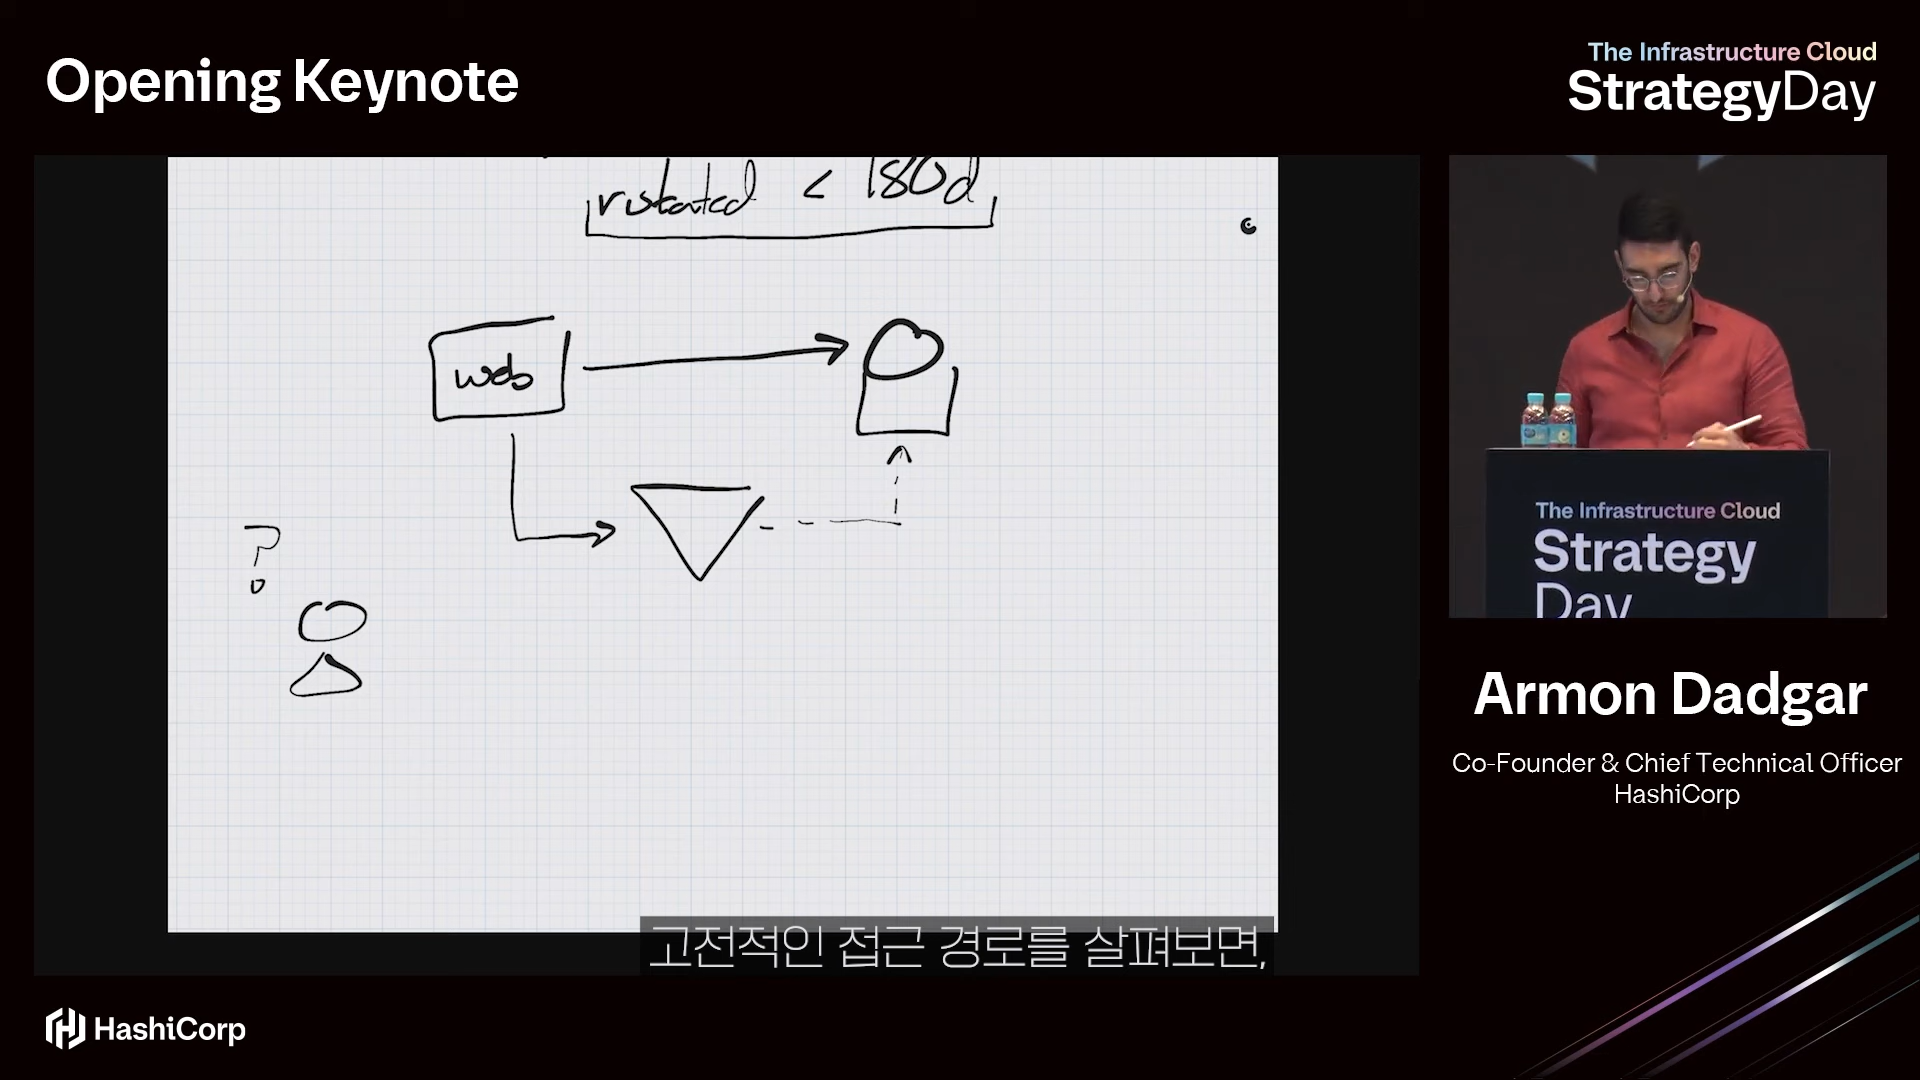 Opening Keynote
The Infrastructure Cloud
StrategyDay
rotated < 180d
web
?
The Infrastructure Cloud
Strategy
Day
Armon Dadgar
Co-Founder & Chief Technical Officer
HashiCorp
고전적인 접근 경로를 살펴보면,
HashiCorp